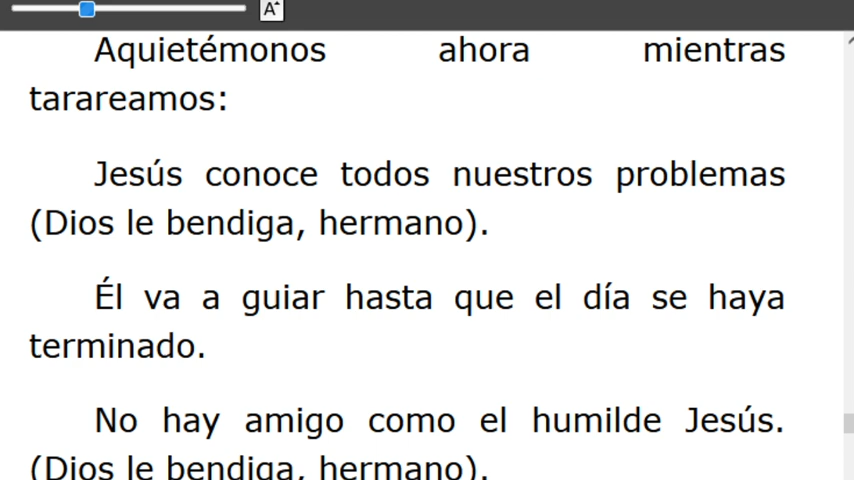 A
Aquietémonos ahora mientras
tarareamos:
Jesús conoce todos nuestros problemas
(Dios le bendiga, hermano).
Él va a guiar hasta que el día se haya
terminado.
No hay amigo como el humilde Jesús.
(Dios le bendiga, hermano).